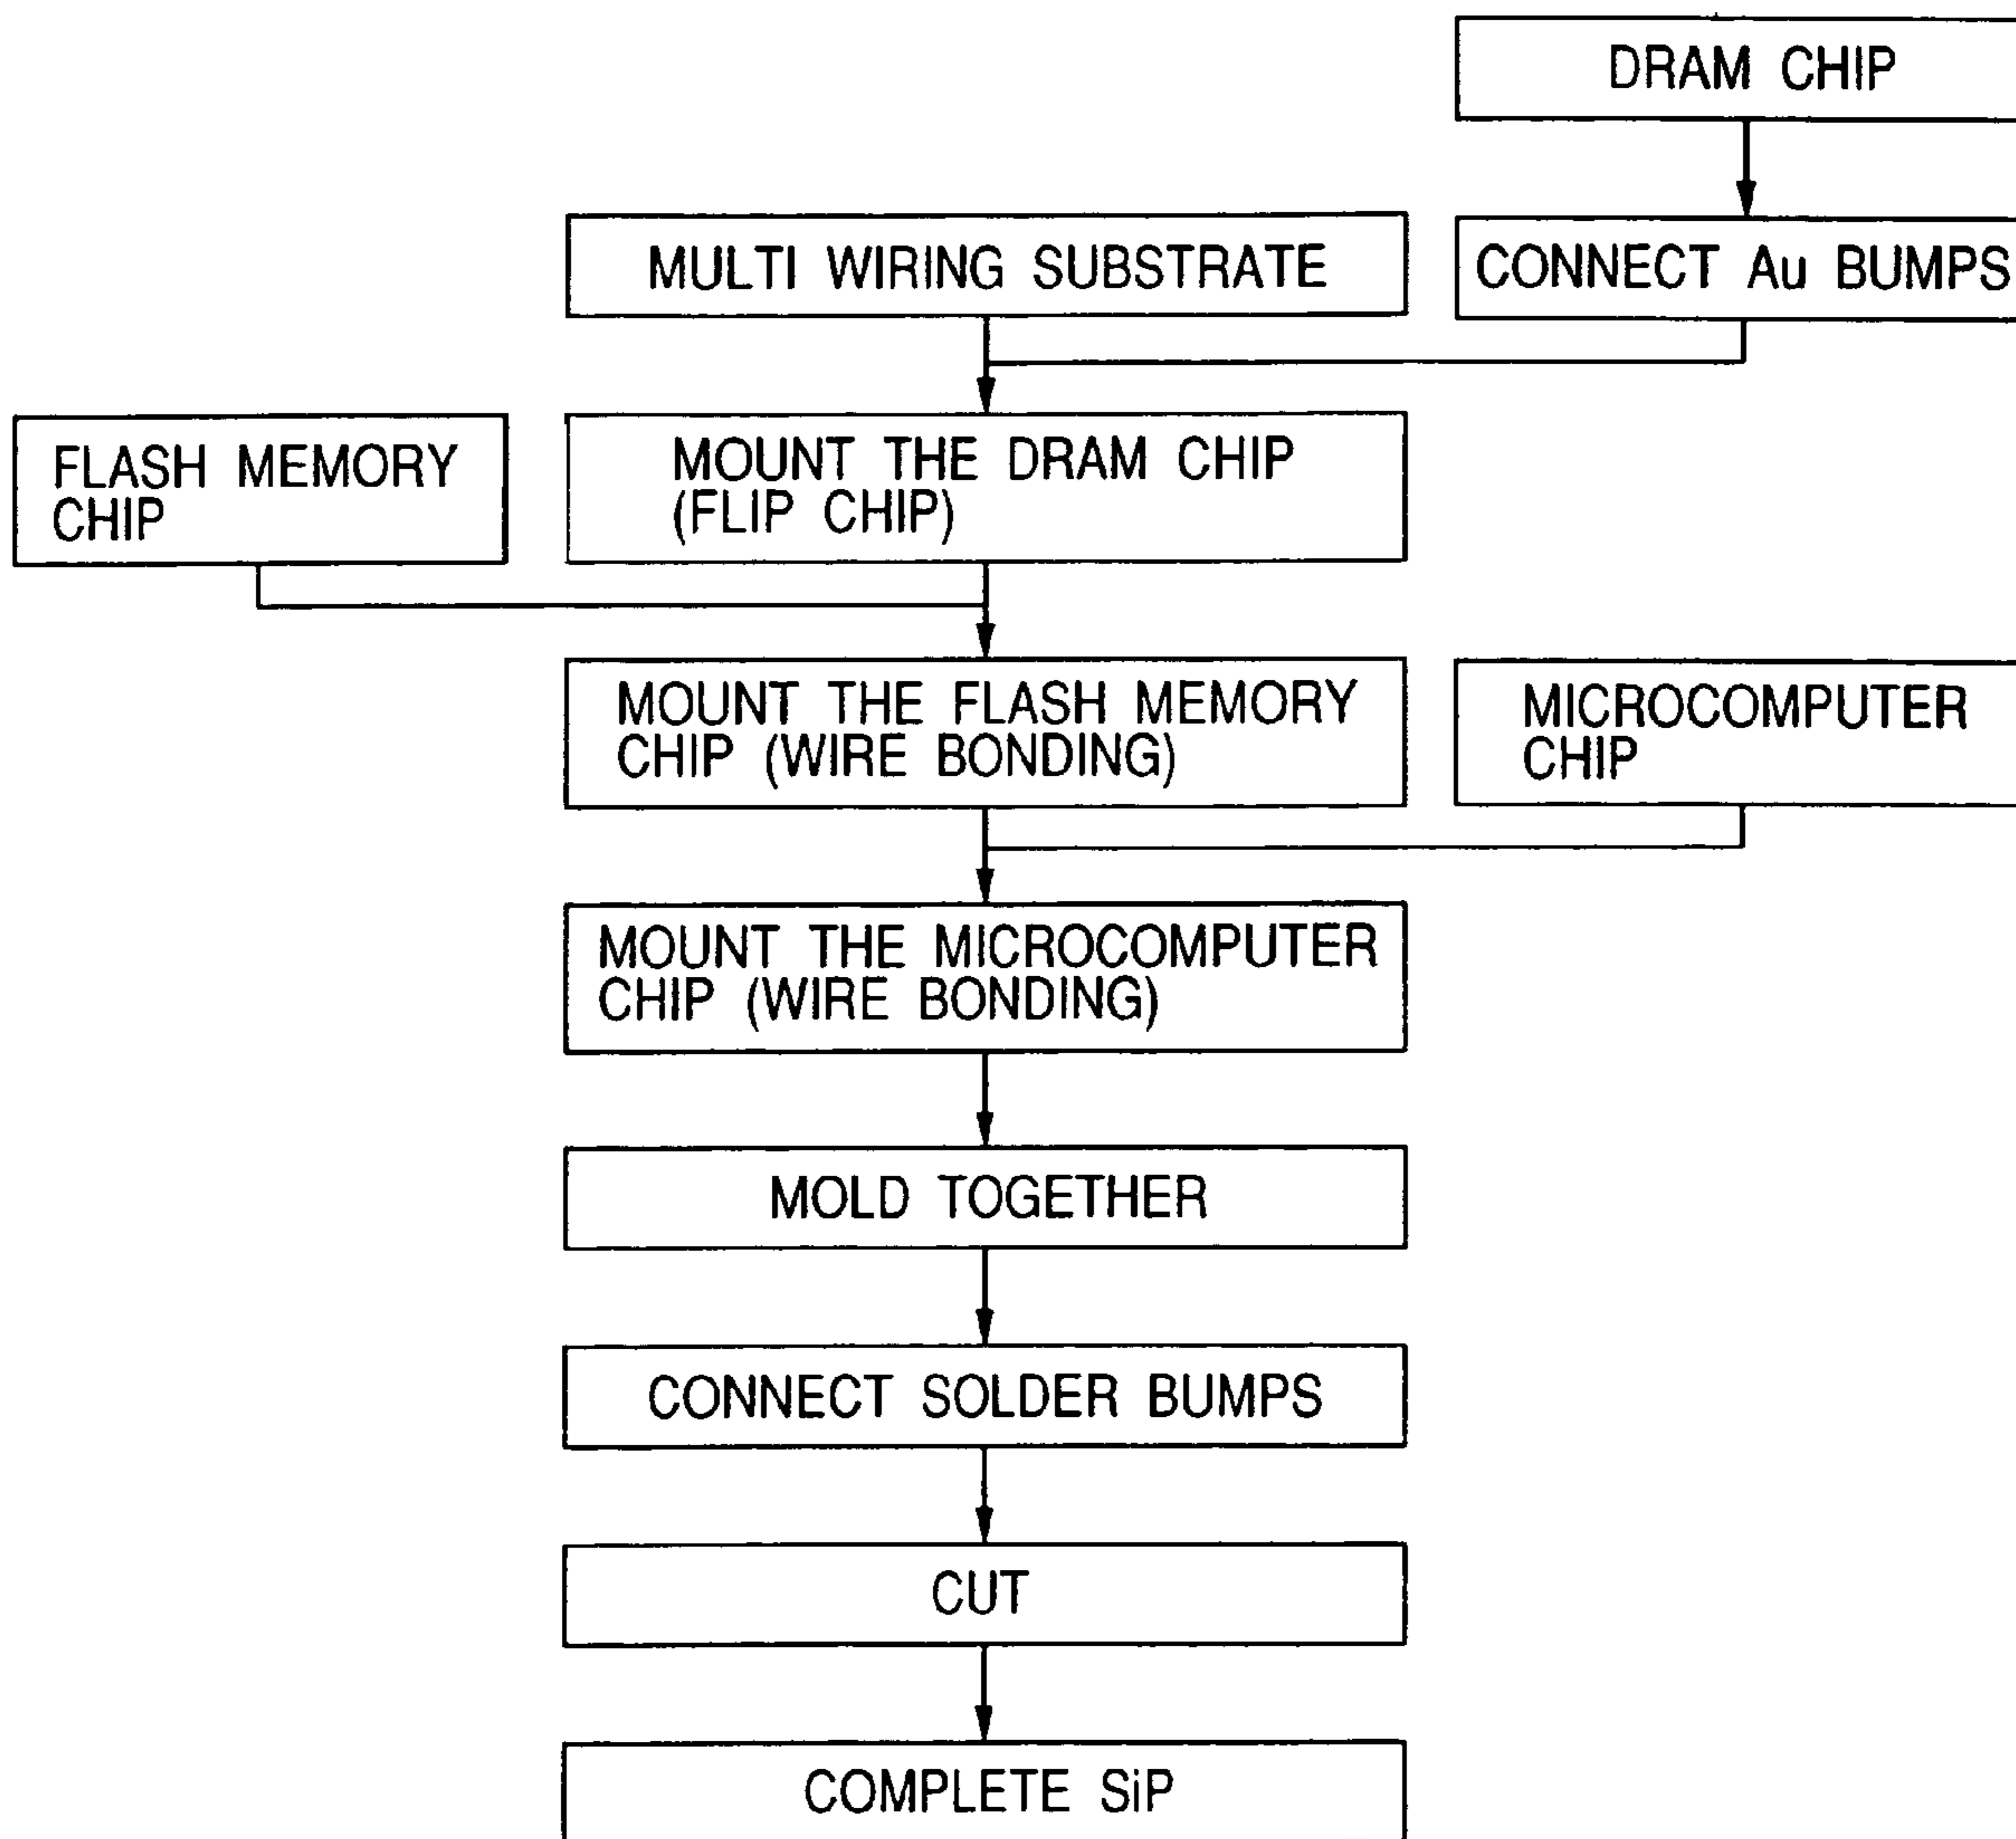 DRAM CHIP
MULTI WIRING SUBSTRATE
CONNECT Au BUMPS
FLASH MEMORY
CHIP
MOUNT THE DRAM CHIP
(FLIP CHIP)
MOUNT THE FLASH MEMORY
CHIP (WIRE BONDING)
MICROCOMPUTER
CHIP
MOUNT THE MICROCOMPUTER
CHIP (WIRE BONDING)
MOLD TOGETHER
CONNECT SOLDER BUMPS
CUT
COMPLETE SiP